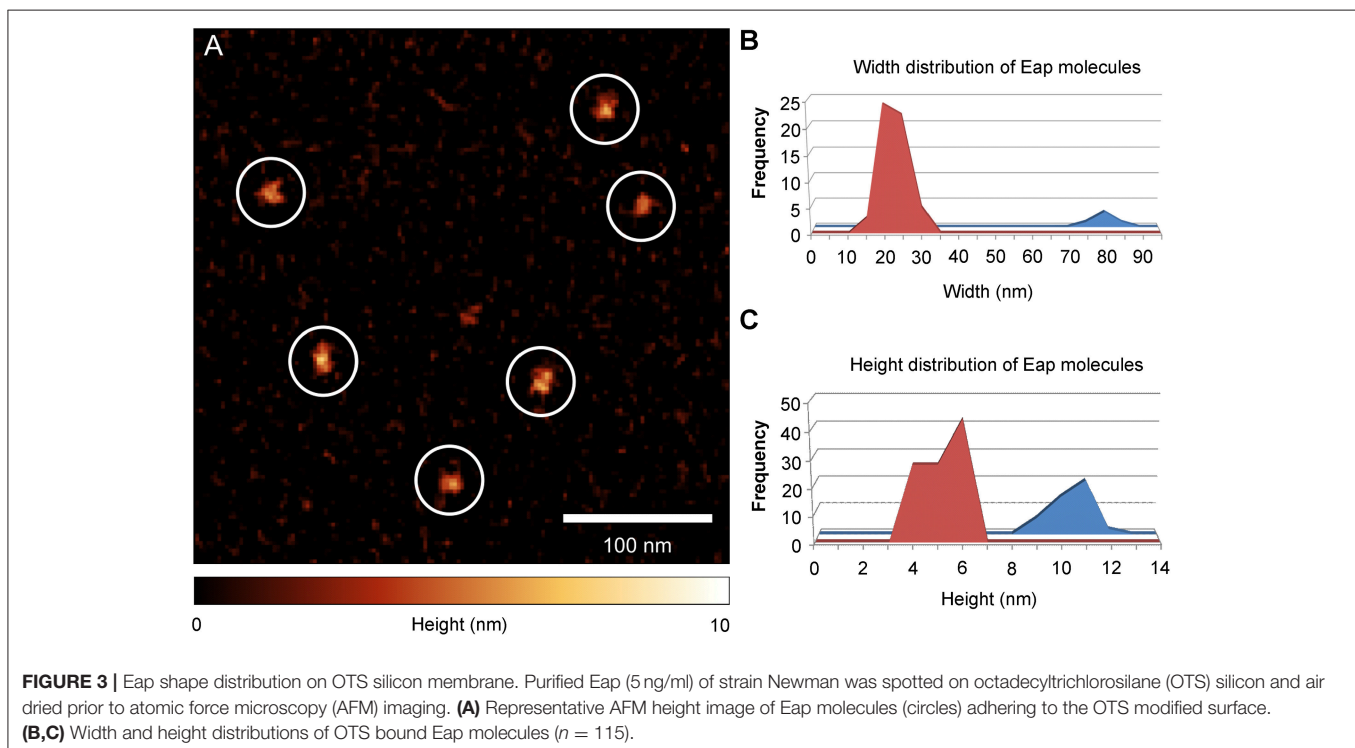 A
100 nm
0 Height (nm) 10
B
Width distribution of Eap molecules
Frequency
25
20
15
10
5
0
0 10 20 30 40 50 60 70 80 90
Width (nm)
C
Height distribution of Eap molecules
Frequency
50
40
30
20
10
0
0 2 4 6 8 10 12 14
Height (nm)
FIGURE 3 | Eap shape distribution on OTS silicon membrane. Purified Eap (5 ng/ml) of strain Newman was spotted on octadecyltrichlorosilane (OTS) silicon and air
dried prior to atomic force microscopy (AFM) imaging. (A) Representative AFM height image of Eap molecules (circles) adhering to the OTS modified surface.
(B,C) Width and height distributions of OTS bound Eap molecules (n = 115).